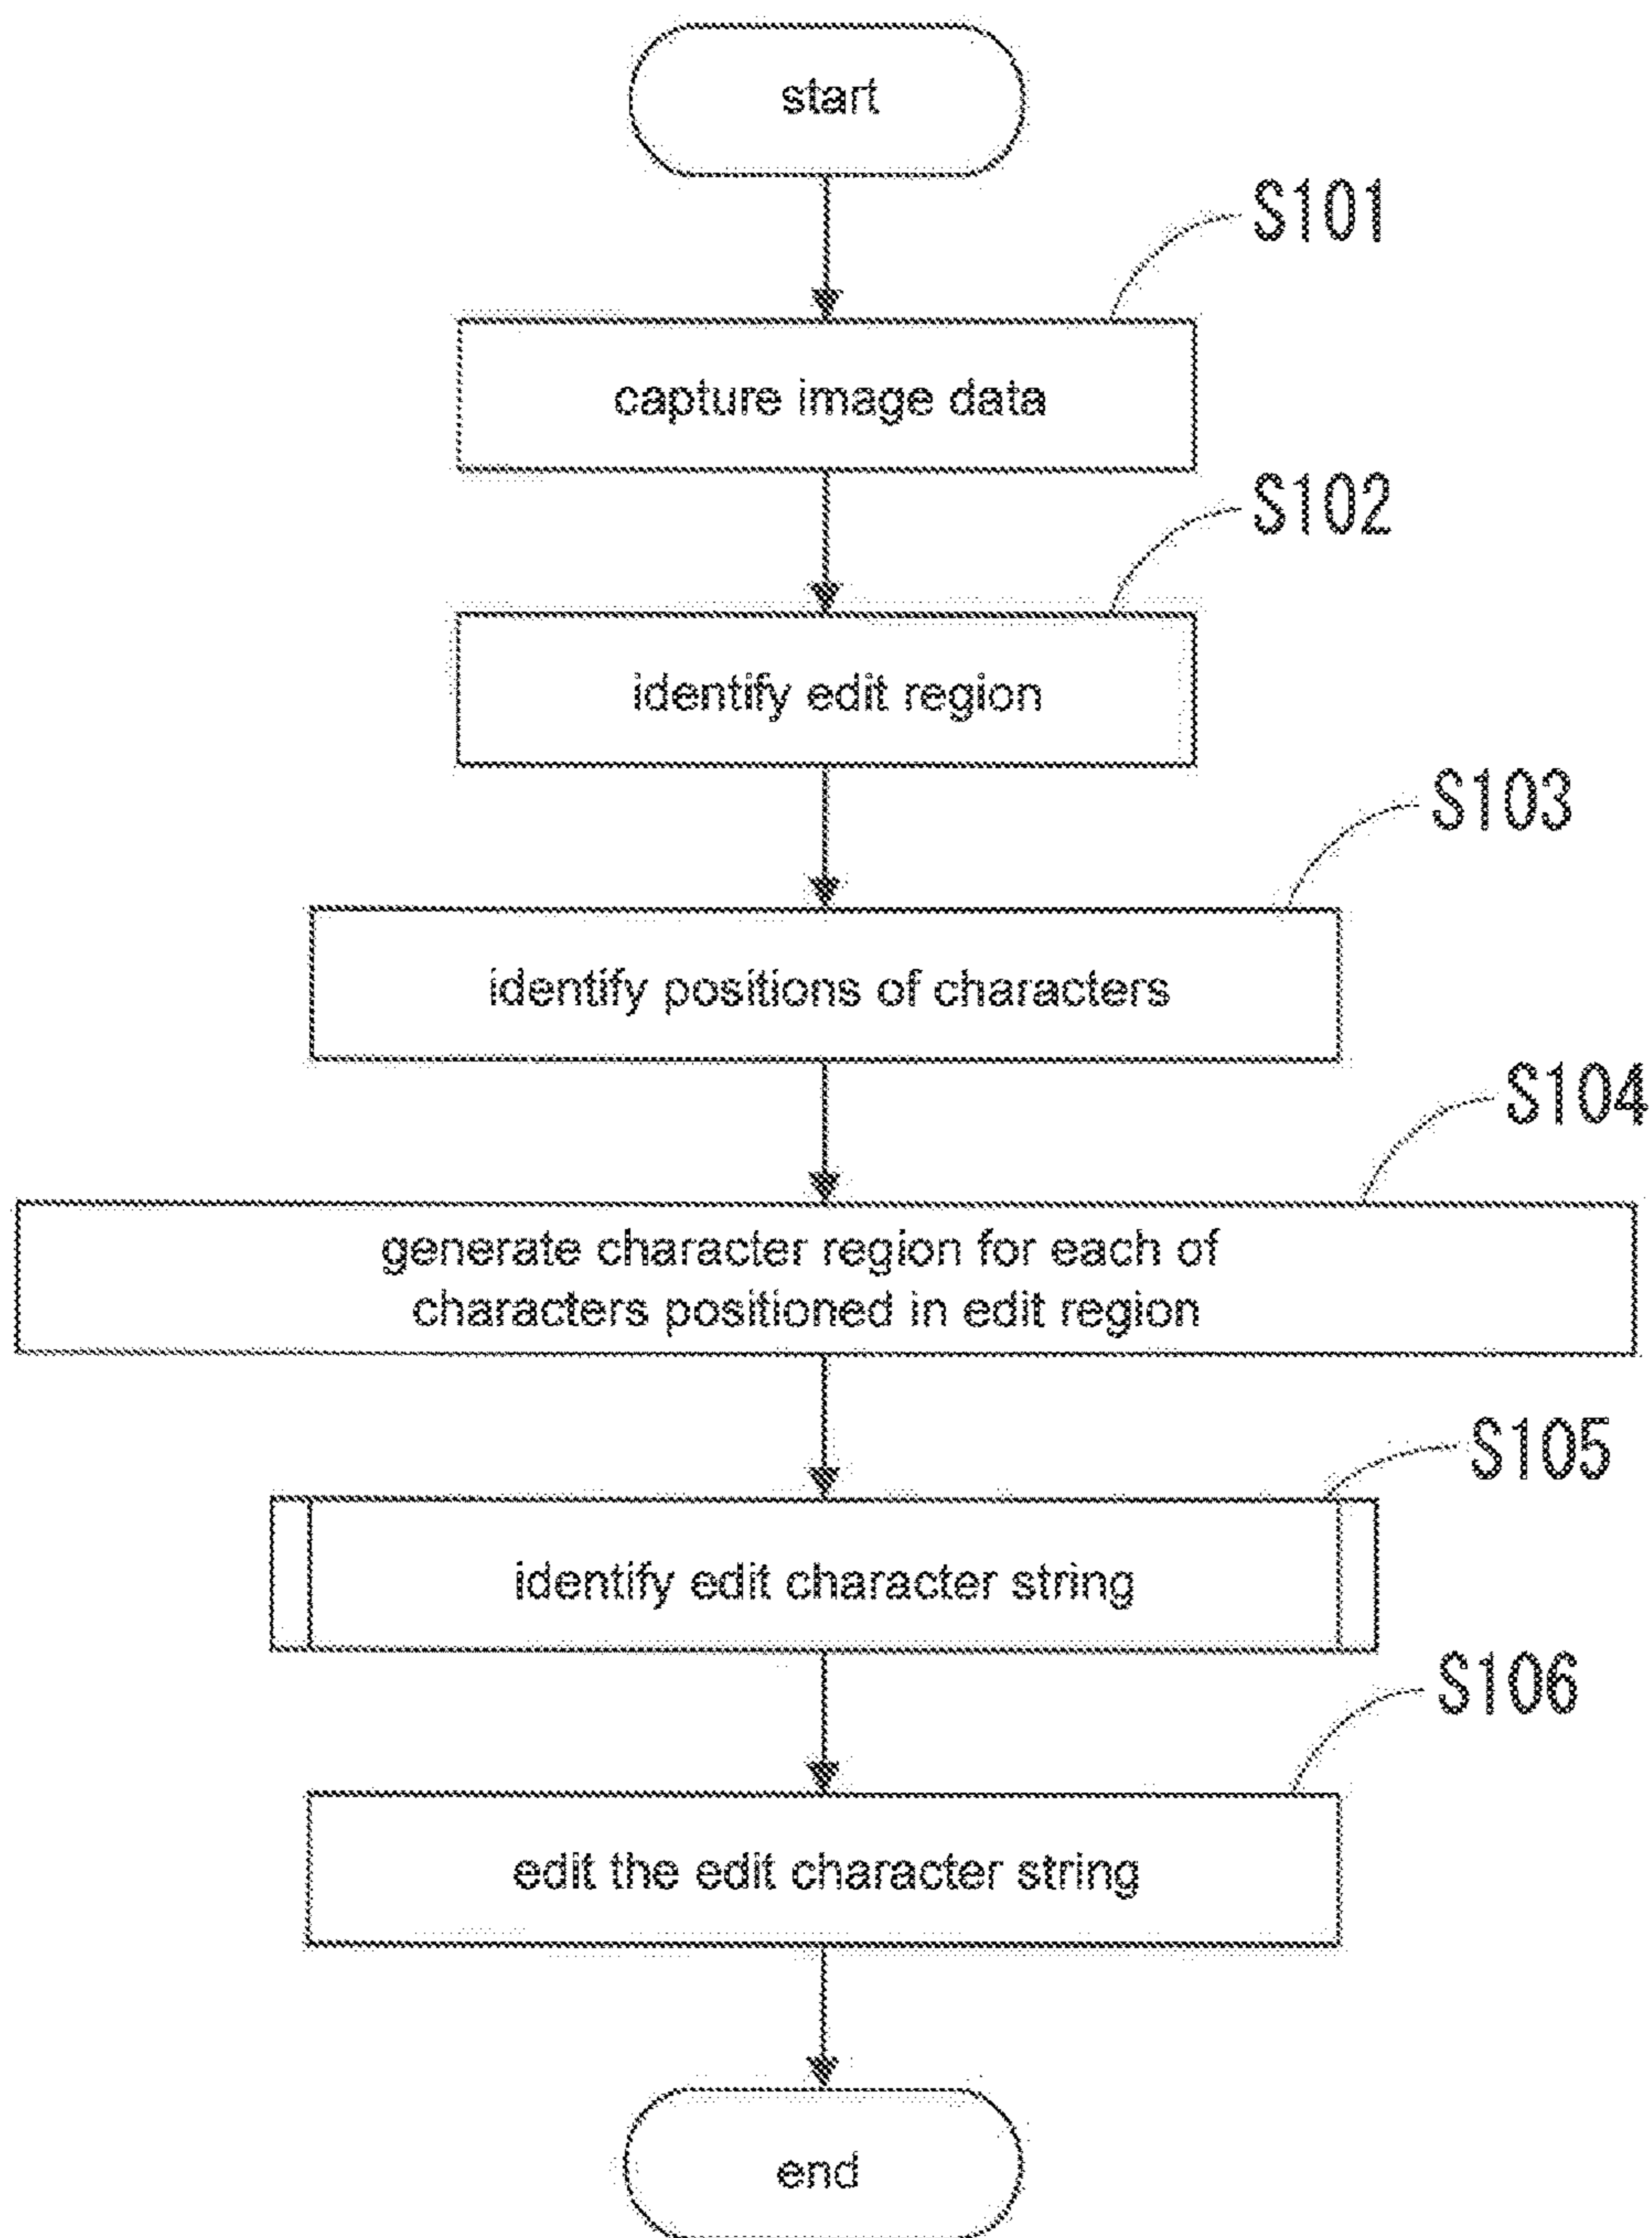 start
S101
capture image data
S102
identify edit region
S103
identify positions of characters
S104
generate character region for each of
characters positioned in edit region
S105
identify edit character string
S106
edit the edit character string
end